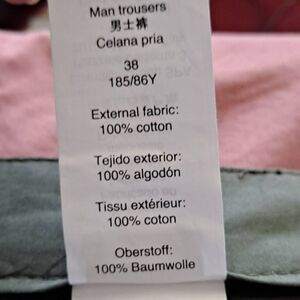 Man trousers
男士裤
Celana pria
38
185/86Y
External fabric:
100% cotton
Tejido exterior:
100% algodón
Tissu extérieur:
100% coton
Oberstoff:
100% Baumwolle